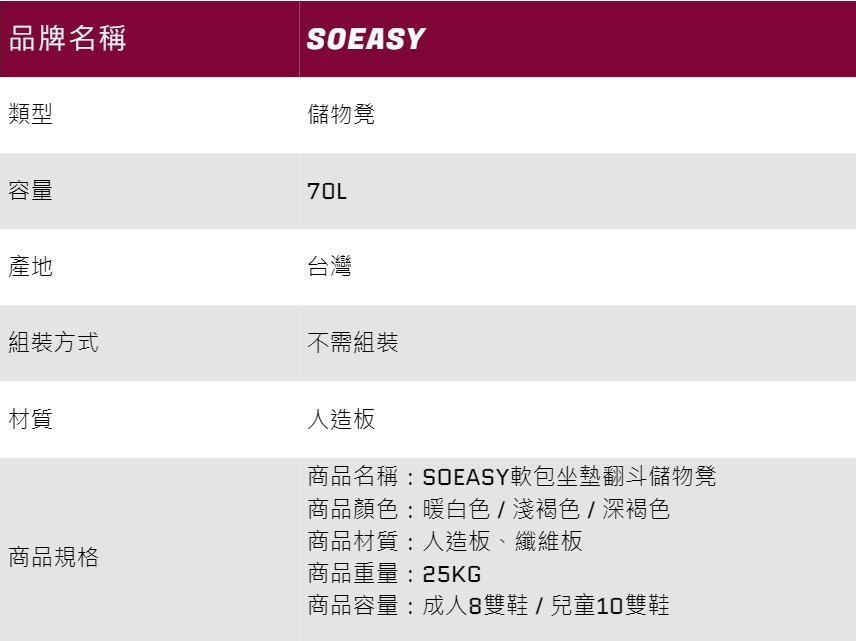 品牌名稱 SOEASY
類型 儲物凳
容量 70L
產地 台灣
組裝方式 不需組裝
材質 人造板
商品規格
商品名稱：SOEASY軟包坐墊翻斗儲物凳
商品顏色：暖白色 / 淺褐色 / 深褐色
商品材質：人造板、纖維板
商品重量：25KG
商品容量：成人8雙鞋 / 兒童10雙鞋